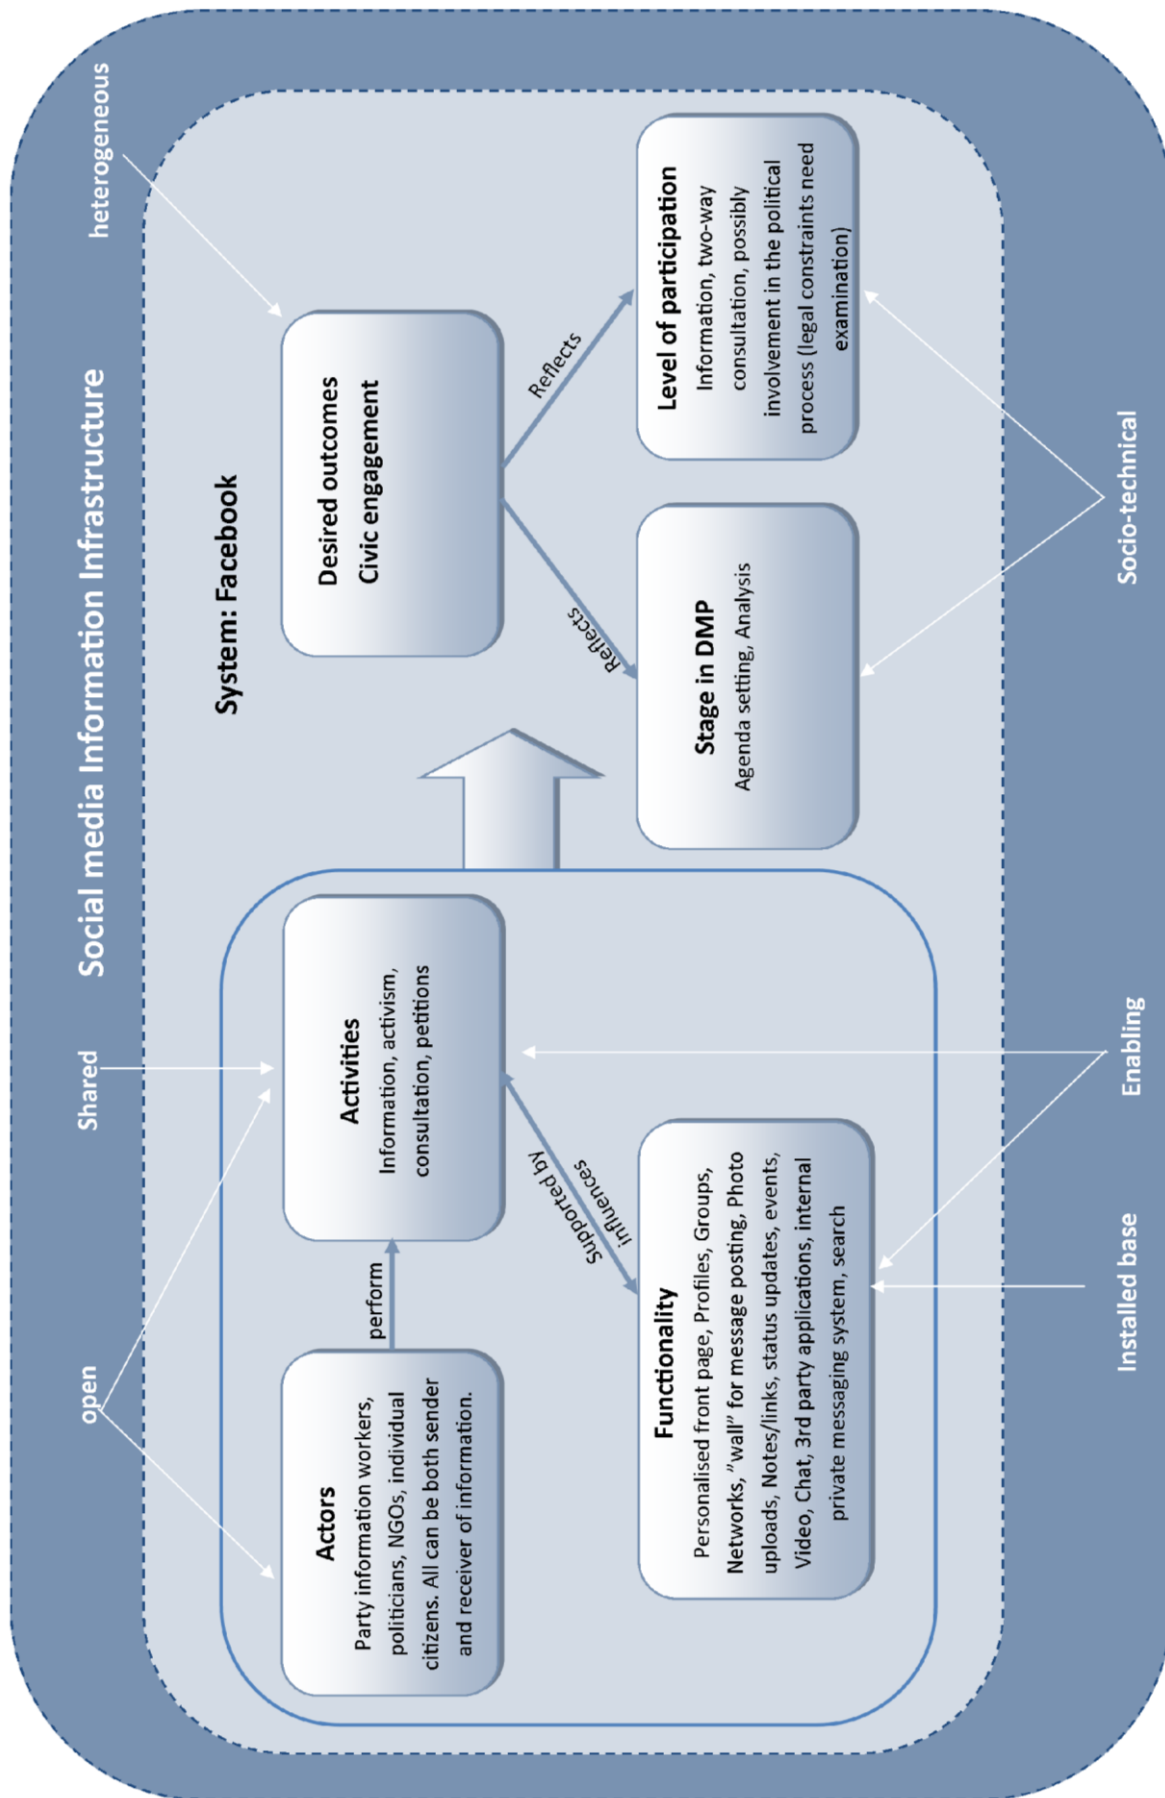 Social media Information Infrastructure
open
Shared
heterogeneous
System: Facebook
Actors
Party information workers,
politicians, NGOs, individual
citizens. All can be both sender
and receiver of information.
perform
Activities
Information, activism,
consultation, petitions
Supported by
influences
Functionality
Personalised front page, Profiles, Groups,
Networks, ”wall” for message posting, Photo
uploads, Notes/links, status updates, events,
Video, Chat, 3rd party applications, internal
private messaging system, search
Desired outcomes
Civic engagement
Reflects
Reflects
Stage in DMP
Agenda setting, Analysis
Level of participation
Information, two-way
consultation, possibly
involvement in the political
process (legal constraints need
examination)
Installed base
Enabling
Socio-technical